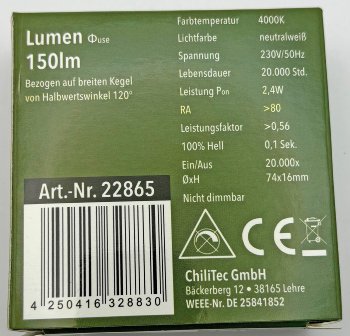 Lumen Φuse
150lm
Bezogen auf breiten Kegel
von Halbwertswinkel 120°
Farbtemperatur 4000K
Lichtfarbe neutralweiß
Spannung 230V/50Hz
Lebensdauer 20.000 Std.
Leistung Pon 2,4W
RA >80
Leistungsfaktor >0,56
100% Hell 0,1 Sek.
Ein/Aus 20.000x
ØxH 74x16mm
Nicht dimmbar
Art.-Nr. 22865
4 250416 328830
CE
ChiliTec GmbH
Bäckerberg 12 • 38165 Lehre
WEEE-Nr. DE 25841852